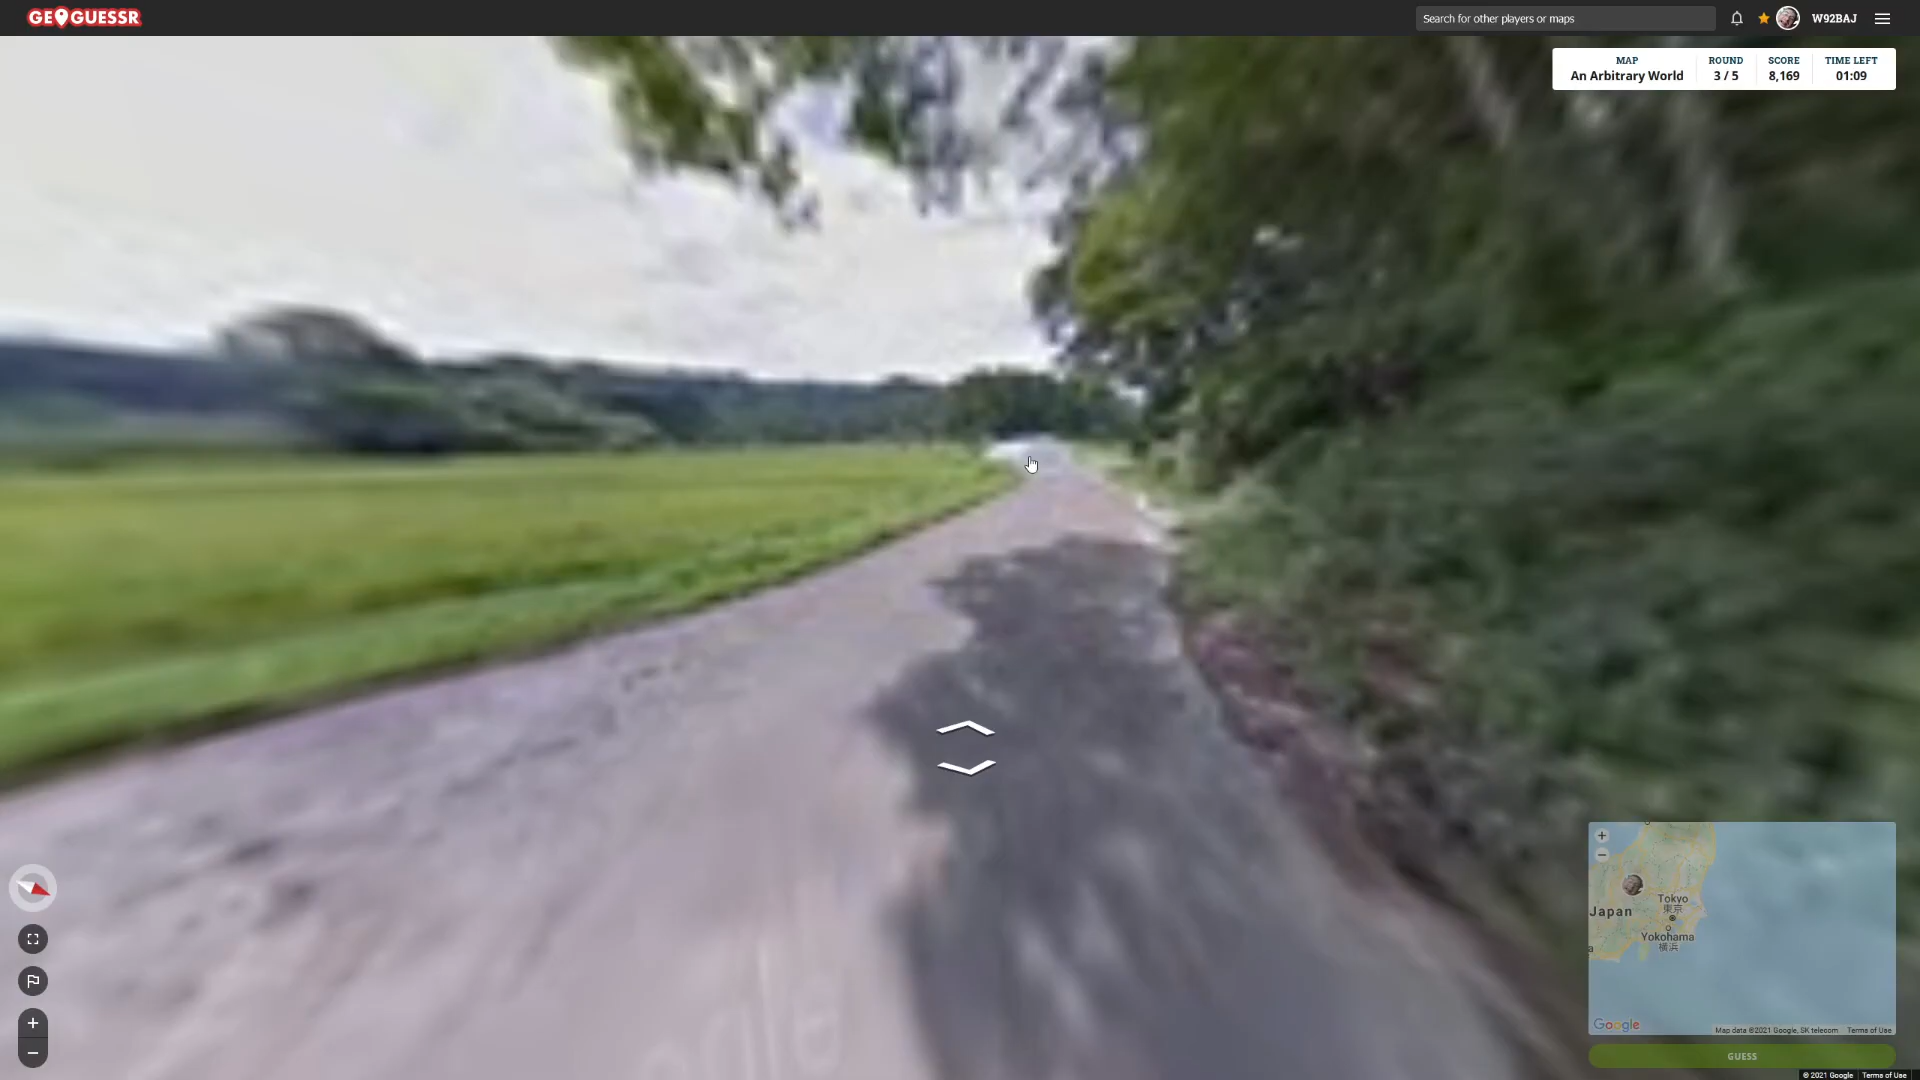 GEOGUESSR
Search for other players or maps
W92BAJ
MAP
An Arbitrary World
ROUND
3 / 5
SCORE
8,169
TIME LEFT
01:09
Tokyo
東京
Japan
Yokohama
横浜
a
Google
Map data ©2021 Google, SK telecom
Terms of Use
GUESS
© 2021 Google
Terms of Use